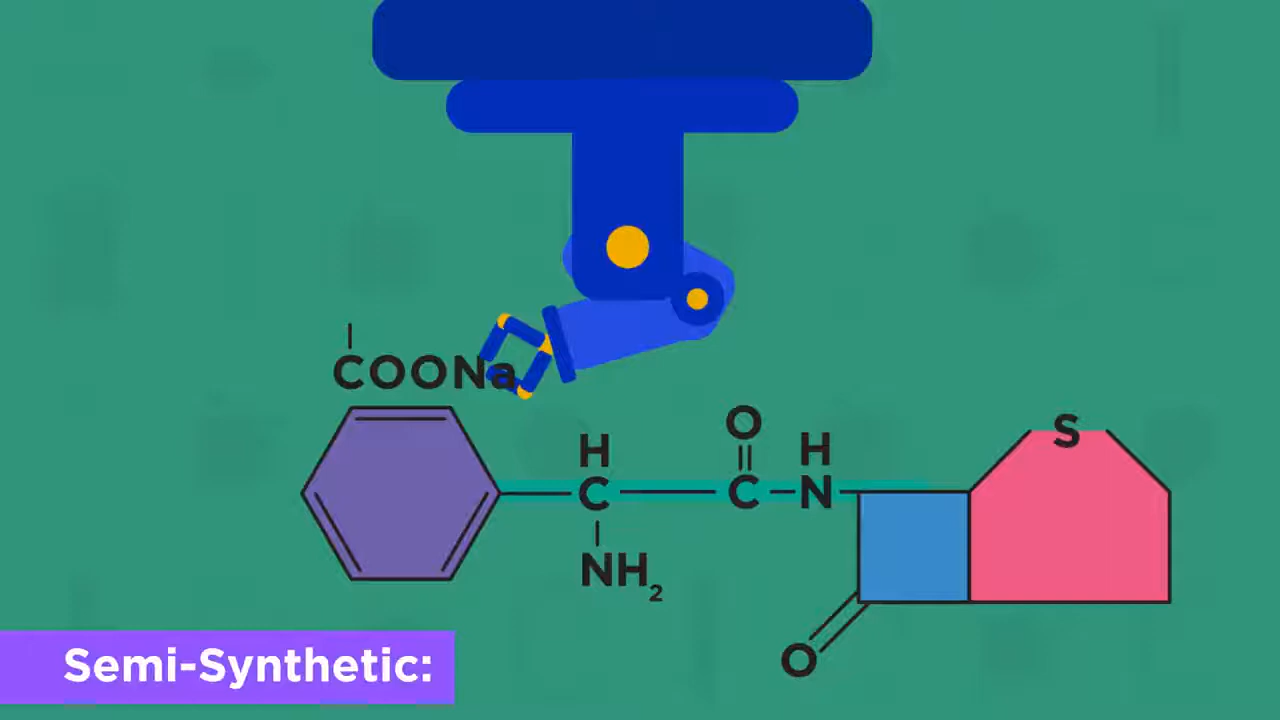 COONa
O
S
H
H
C
C
N
NH₂
O
Semi-Synthetic: